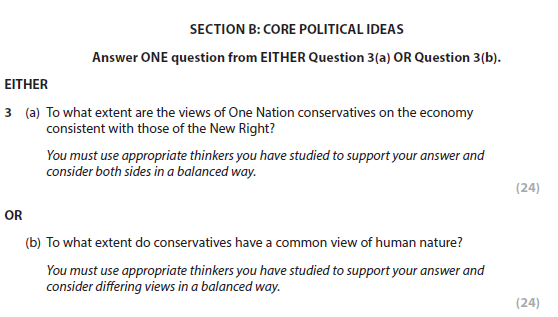 SECTION B: CORE POLITICAL IDEAS
Answer ONE question from EITHER Question 3(a) OR Question 3(b).
EITHER
3 (a) To what extent are the views of One Nation conservatives on the economy
consistent with those of the New Right?
You must use appropriate thinkers you have studied to support your answer and
consider both sides in a balanced way.
(24)
OR
(b) To what extent do conservatives have a common view of human nature?
You must use appropriate thinkers you have studied to support your answer and
consider differing views in a balanced way.
(24)